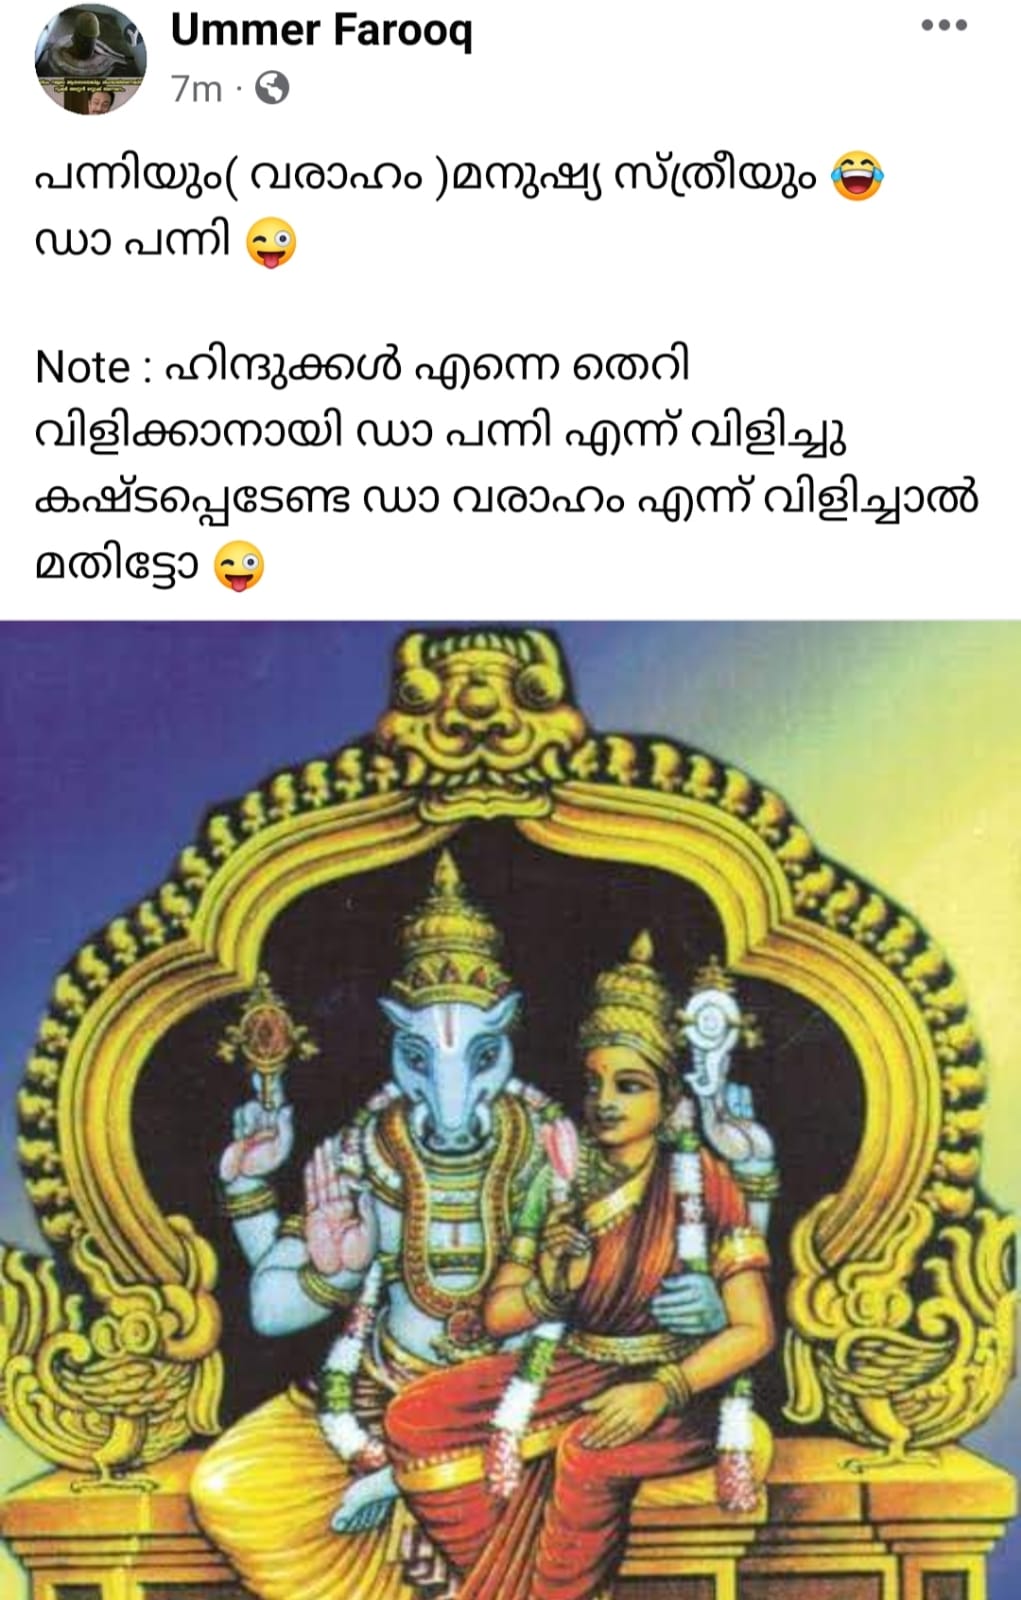 Ummer Farooq
7m ·
പന്നിയും( വരാഹം )മനുഷ്യ സ്ത്രീയും 😂
ഡാ പന്നി 😜
Note : ഹിന്ദുക്കൾ എന്നെ തെറി
വിളിക്കാനായി ഡാ പന്നി എന്ന് വിളിച്ചു
കഷ്ടപ്പെടേണ്ട ഡാ വരാഹം എന്ന് വിളിച്ചാൽ
മതിട്ടോ 😜